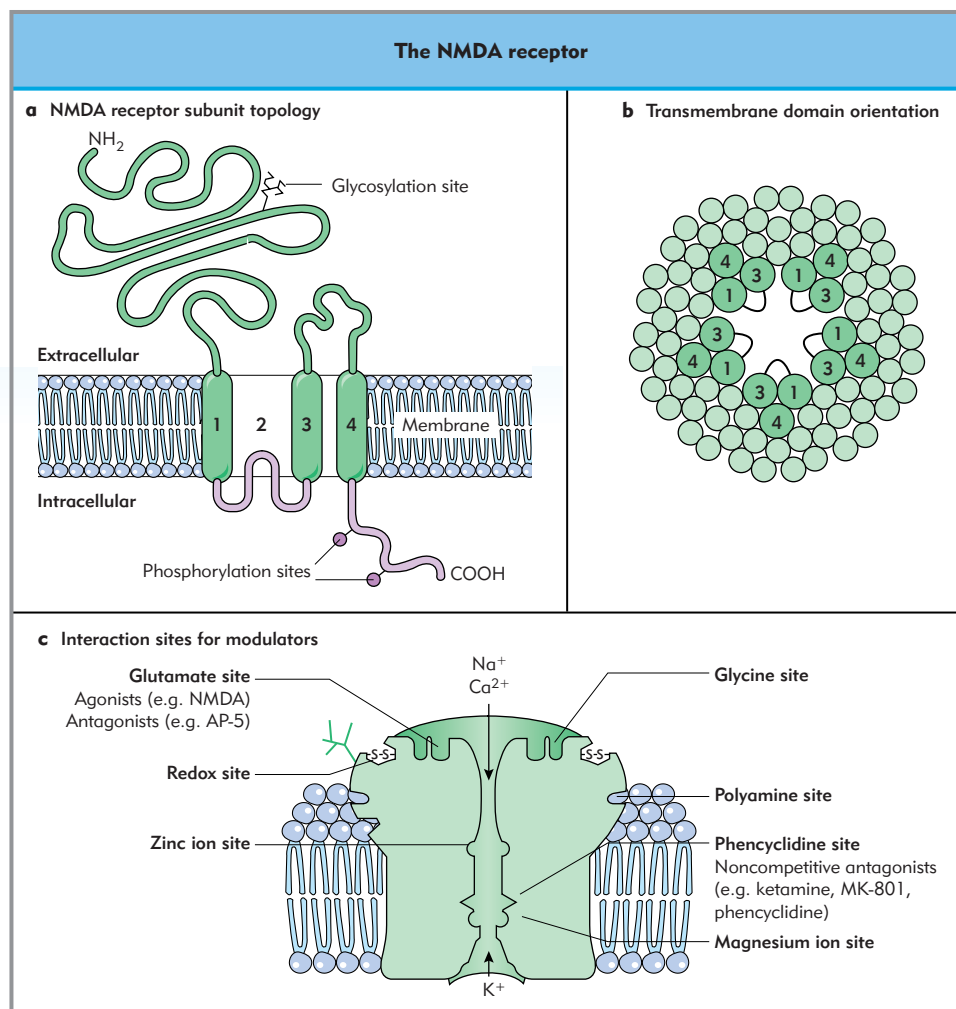 The NMDA receptor
a NMDA receptor subunit topology
NH₂
Glycosylation site
Extracellular
1 2 3 4 Membrane
Intracellular
Phosphorylation sites
COOH
b Transmembrane domain orientation
4 3 1 4
1 3
3 1
4 1 3 4
3 1
4
c Interaction sites for modulators
Glutamate site
Agonists (e.g. NMDA)
Antagonists (e.g. AP-5)
Redox site
Zinc ion site
Na⁺
Ca²⁺
S-S
S-S
K⁺
Glycine site
Polyamine site
Phencyclidine site
Noncompetitive antagonists
(e.g. ketamine, MK-801,
phencyclidine)
Magnesium ion site